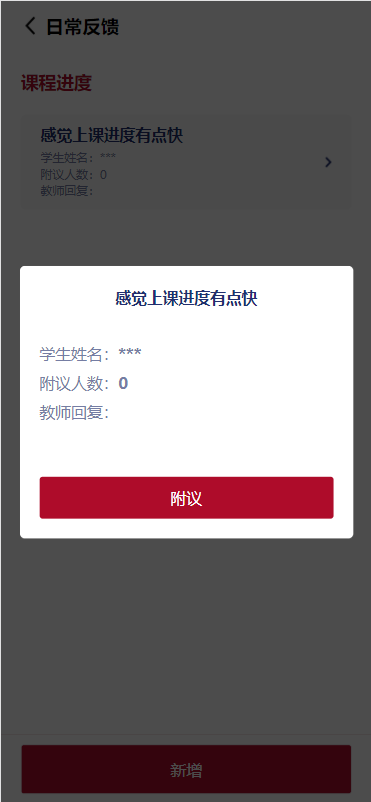 日常反馈
课程进度
感觉上课进度有点快
学生姓名：***
附议人数：0
教师回复：
感觉上课进度有点快
学生姓名：***
附议人数：0
教师回复：
附议
新增